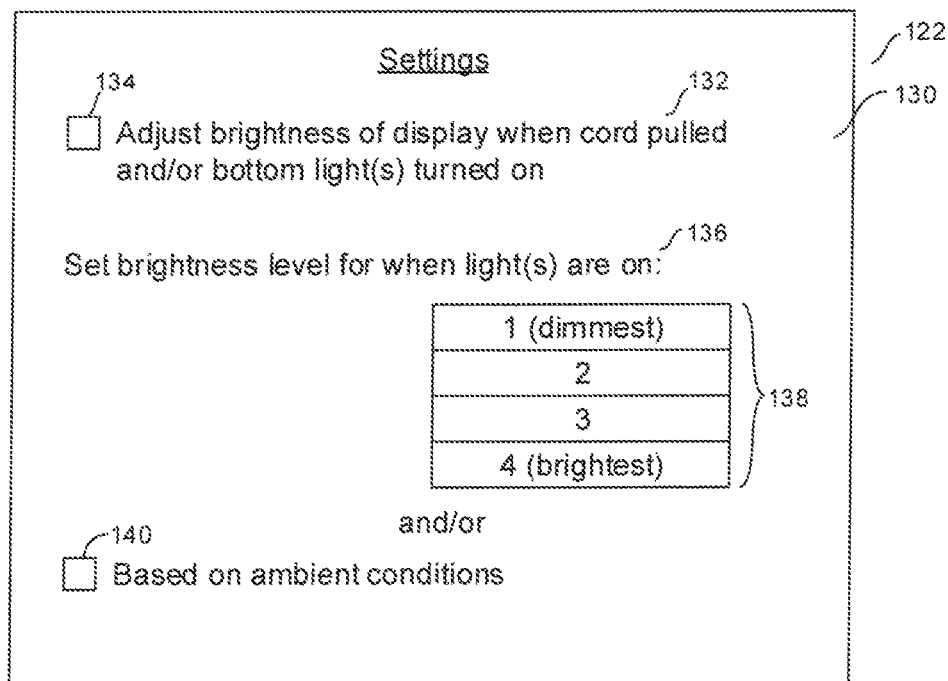 Settings
122
130
134
132
Adjust brightness of display when cord pulled
and/or bottom light(s) turned on
136
Set brightness level for when light(s) are on:
1 (dimmest)
2
3
4 (brightest)
138
and/or
140
Based on ambient conditions